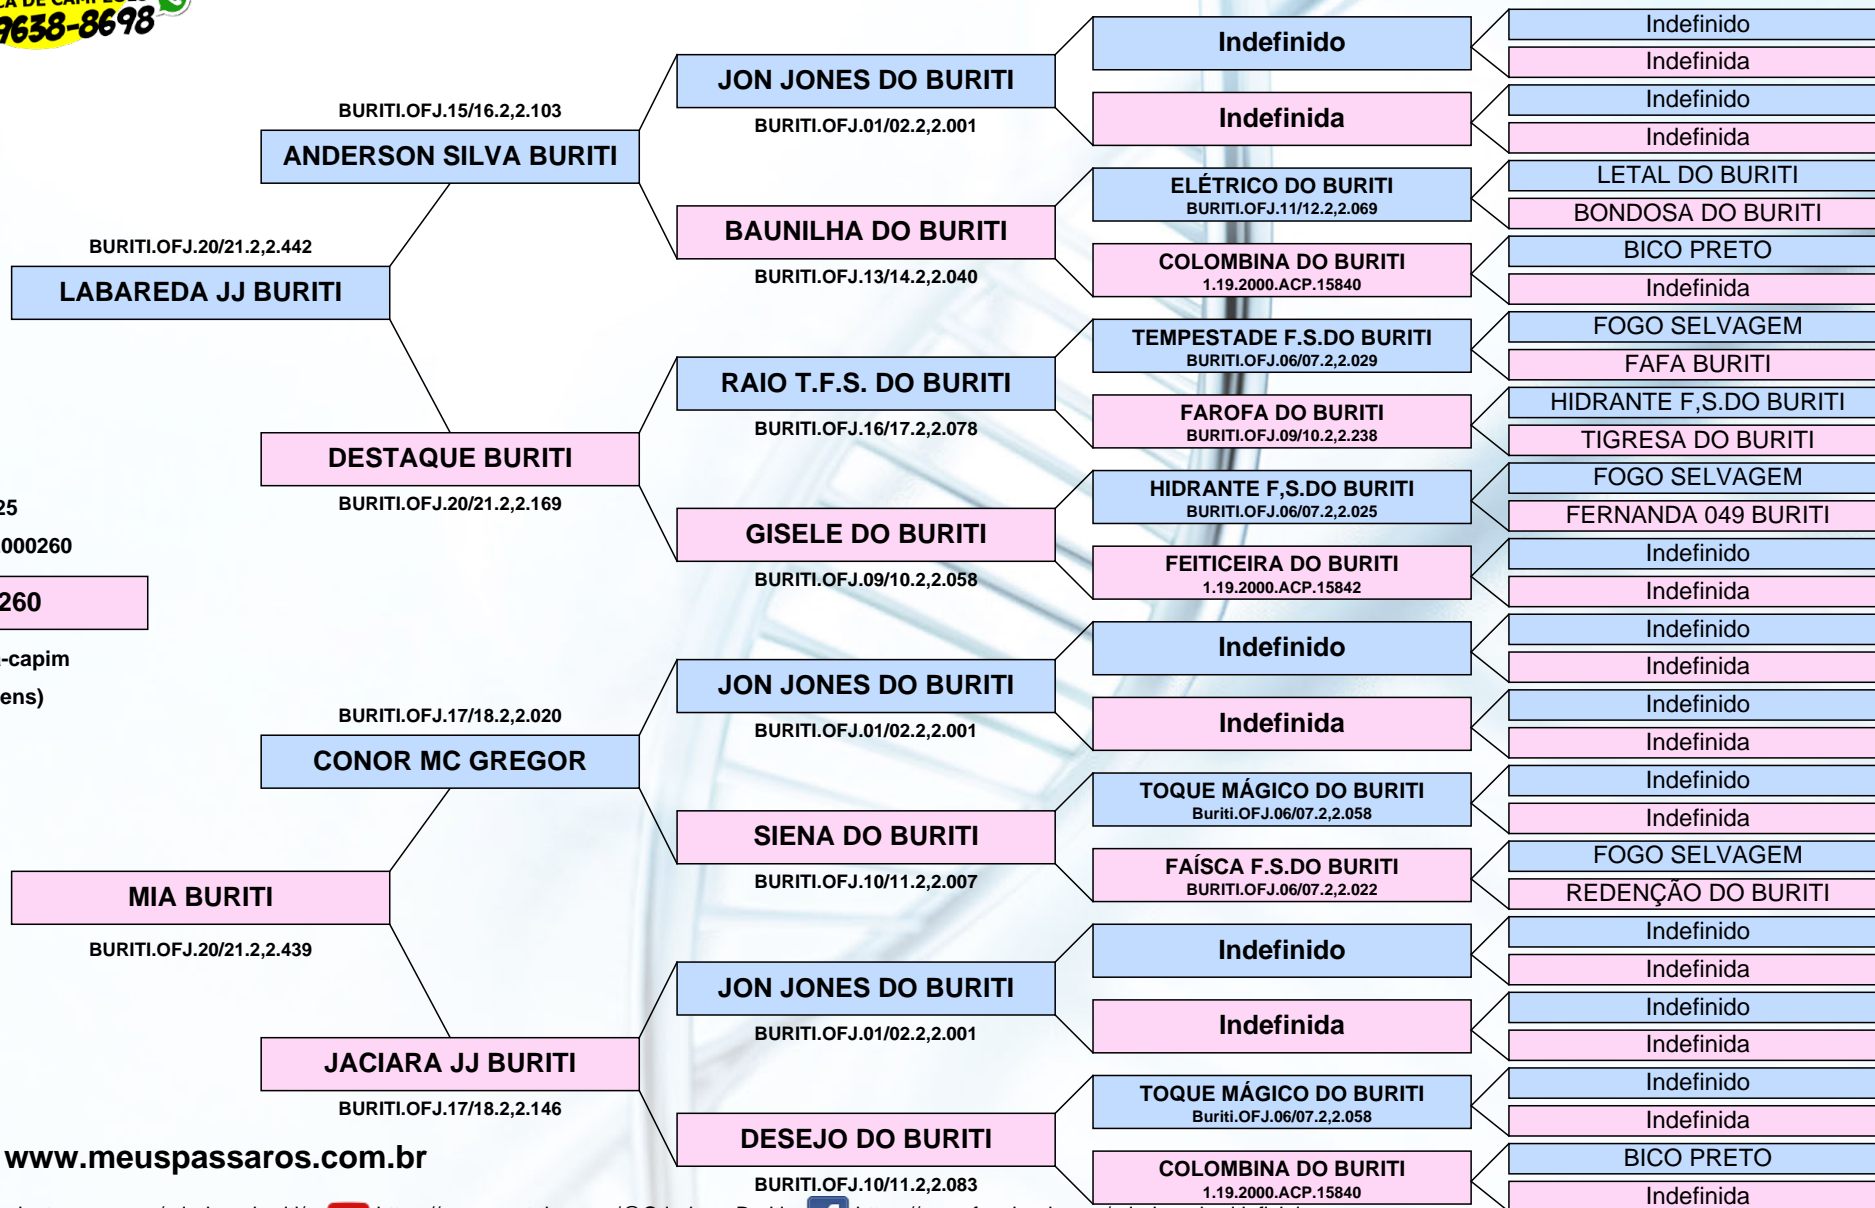 9638-8698
BURITI.OFJ.20/21.2,2.442
LABAREDA JJ BURITI
25
000260
260
-capim
ens)
MIA BURITI
BURITI.OFJ.20/21.2,2.439
BURITI.OFJ.15/16.2,2.103
ANDERSON SILVA BURITI
DESTAQUE BURITI
BURITI.OFJ.20/21.2,2.169
BURITI.OFJ.17/18.2,2.020
CONOR MC GREGOR
JACIARA JJ BURITI
BURITI.OFJ.17/18.2,2.146
JON JONES DO BURITI
BURITI.OFJ.01/02.2,2.001
BAUNILHA DO BURITI
BURITI.OFJ.13/14.2,2.040
RAIO T.F.S. DO BURITI
BURITI.OFJ.16/17.2,2.078
GISELE DO BURITI
BURITI.OFJ.09/10.2,2.058
JON JONES DO BURITI
BURITI.OFJ.01/02.2,2.001
SIENA DO BURITI
BURITI.OFJ.10/11.2,2.007
JON JONES DO BURITI
BURITI.OFJ.01/02.2,2.001
DESEJO DO BURITI
BURITI.OFJ.10/11.2,2.083
Indefinido
Indefinida
ELÉTRICO DO BURITI
BURITI.OFJ.11/12.2,2.069
COLOMBINA DO BURITI
1.19.2000.ACP.15840
TEMPESTADE F.S.DO BURITI
BURITI.OFJ.06/07.2,2.029
FAROFA DO BURITI
BURITI.OFJ.09/10.2,2.238
HIDRANTE F,S.DO BURITI
BURITI.OFJ.06/07.2,2.025
FEITICEIRA DO BURITI
1.19.2000.ACP.15842
Indefinido
Indefinida
TOQUE MÁGICO DO BURITI
Buriti.OFJ.06/07.2,2.058
FAÍSCA F.S.DO BURITI
BURITI.OFJ.06/07.2,2.022
Indefinido
Indefinida
TOQUE MÁGICO DO BURITI
Buriti.OFJ.06/07.2,2.058
COLOMBINA DO BURITI
1.19.2000.ACP.15840
Indefinido
Indefinida
Indefinido
Indefinida
LETAL DO BURITI
BONDOSA DO BURITI
BICO PRETO
Indefinida
FOGO SELVAGEM
FAFA BURITI
HIDRANTE F,S.DO BURITI
TIGRESA DO BURITI
FOGO SELVAGEM
FERNANDA 049 BURITI
Indefinido
Indefinida
Indefinido
Indefinida
Indefinido
Indefinida
Indefinido
Indefinida
FOGO SELVAGEM
REDENÇÃO DO BURITI
Indefinido
Indefinida
Indefinido
Indefinida
Indefinido
Indefinida
BICO PRETO
Indefinida
www.meuspassaros.com.br